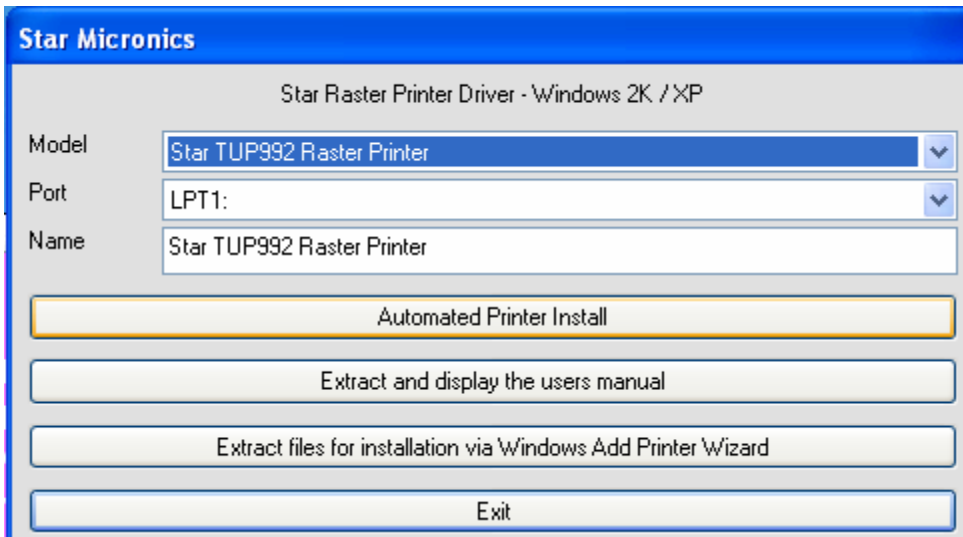 Star Micronics
Star Raster Printer Driver - Windows 2K / XP
Model Star TUP992 Raster Printer
Port LPT1:
Name Star TUP992 Raster Printer
Automated Printer Install
Extract and display the users manual
Extract files for installation via Windows Add Printer Wizard
Exit